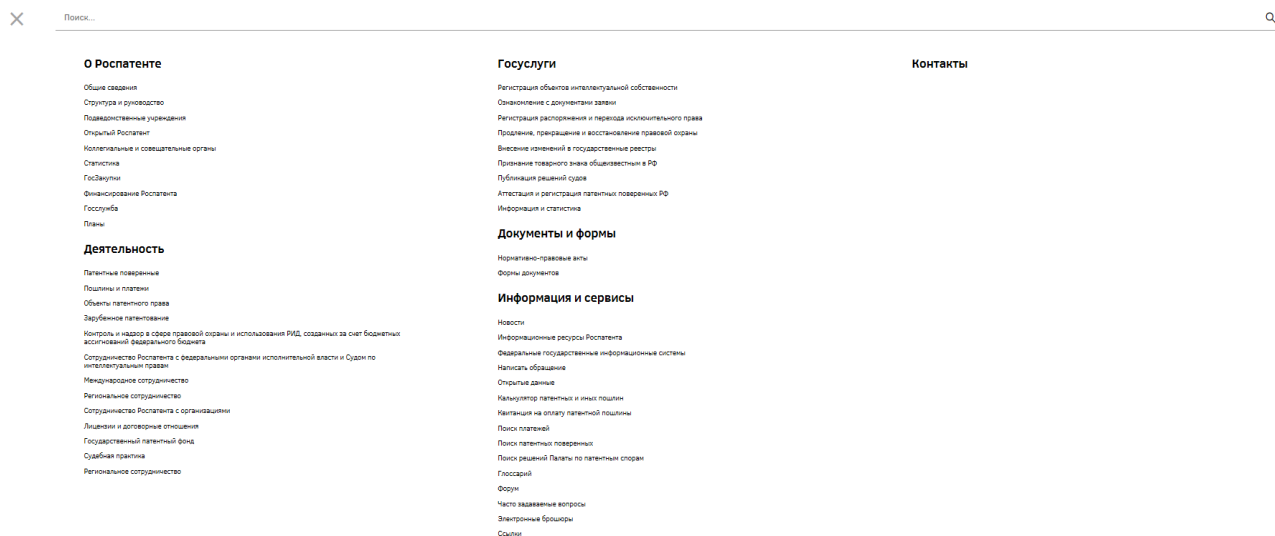 Поиск...
О Роспатенте
Общие сведения
Структура и руководство
Подведомственные учреждения
Открытый Роспатент
Коллегиальные и совещательные органы
Статистика
ГосЗакупки
Финансирование Роспатента
Госслужба
Планы
Деятельность
Патентные поверенные
Пошлины и платежи
Объекты патентного права
Зарубежное патентование
Контроль и надзор в сфере правовой охраны и использования РИД, созданных за счет бюджетных
ассигнований федерального бюджета
Сотрудничество Роспатента с федеральными органами исполнительной власти и Судом по
интеллектуальным правам
Международное сотрудничество
Региональное сотрудничество
Сотрудничество Роспатента с организациями
Лицензии и договорные отношения
Государственный патентный фонд
Судебная практика
Региональное сотрудничество
Госуслуги
Регистрация объектов интеллектуальной собственности
Ознакомление с документами заявки
Регистрация распоряжения и перехода исключительного права
Продление, прекращение и восстановление правовой охраны
Внесение изменений в государственные реестры
Признание товарного знака общеизвестным в РФ
Публикация решений судов
Аттестация и регистрация патентных поверенных РФ
Информация и статистика
Документы и формы
Нормативно-правовые акты
Формы документов
Информация и сервисы
Новости
Информационные ресурсы Роспатента
Федеральные государственные информационные системы
Написать обращение
Открытые данные
Калькулятор патентных и иных пошлин
Квитанция на оплату патентной пошлины
Поиск платежей
Поиск патентных поверенных
Поиск решений Палаты по патентным спорам
Глоссарий
Форум
Часто задаваемые вопросы
Электронные брошюры
Ссылки
Контакты